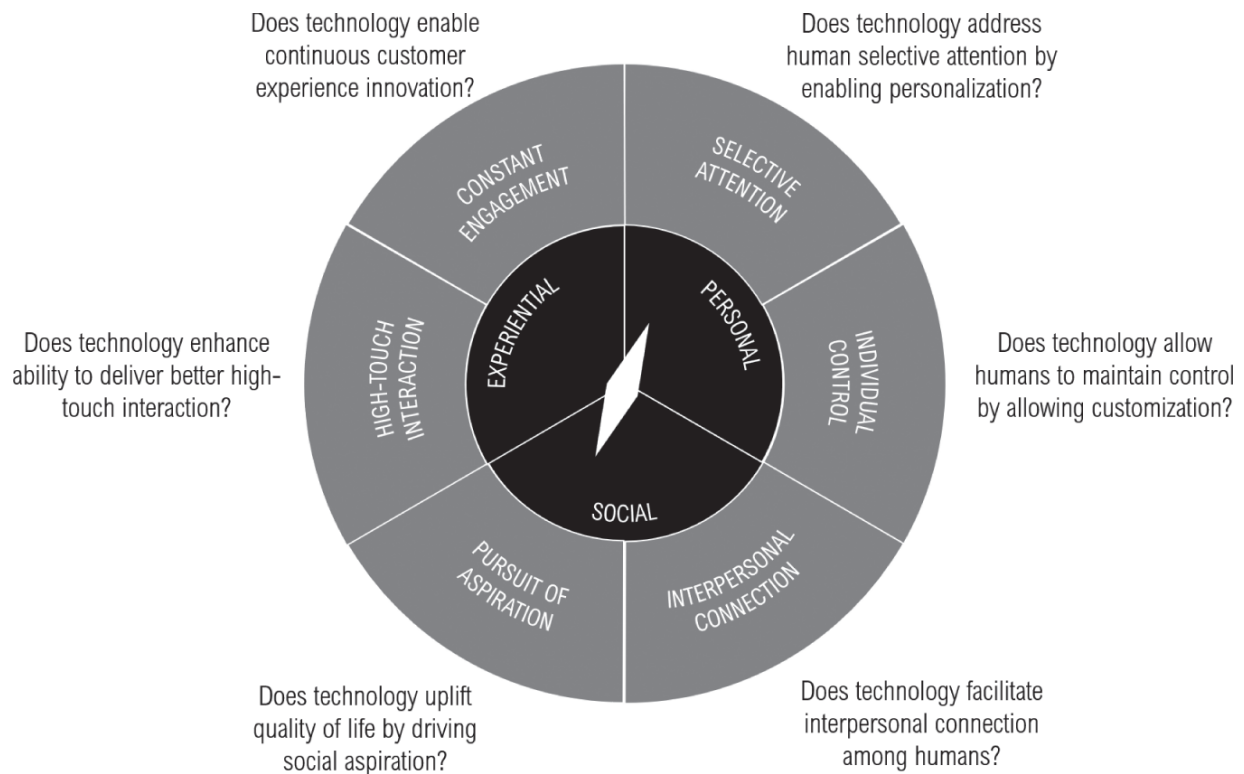 Does technology enable
continuous customer
experience innovation?
Does technology address
human selective attention by
enabling personalization?
CONSTANT
ENGAGEMENT
SELECTIVE
ATTENTION
EXPERIENTIAL
PERSONAL
Does technology enhance
ability to deliver better high-
touch interaction?
HIGH-TOUCH
INTERACTION
INDIVIDUAL
CONTROL
Does technology allow
humans to maintain control
by allowing customization?
SOCIAL
PURSUIT OF
ASPIRATION
INTERPERSONAL
CONNECTION
Does technology uplift
quality of life by driving
social aspiration?
Does technology facilitate
interpersonal connection
among humans?